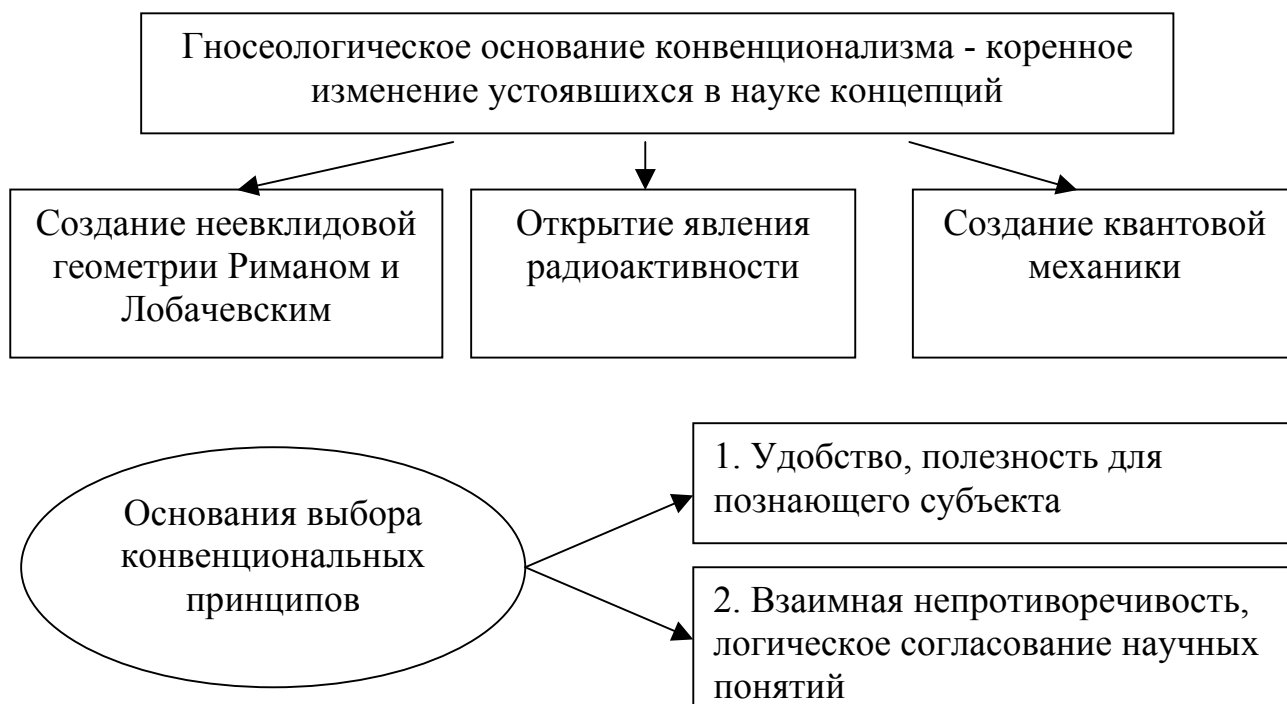 Гносеологическое основание конвенционализма - коренное
изменение устоявшихся в науке концепций
Создание неевклидовой
геометрии Риманом и
Лобачевским
Открытие явления
радиоактивности
Создание квантовой
механики
Основания выбора
конвенциональных
принципов
1. Удобство, полезность для
познающего субъекта
2. Взаимная непротиворечивость,
логическое согласование научных
понятий